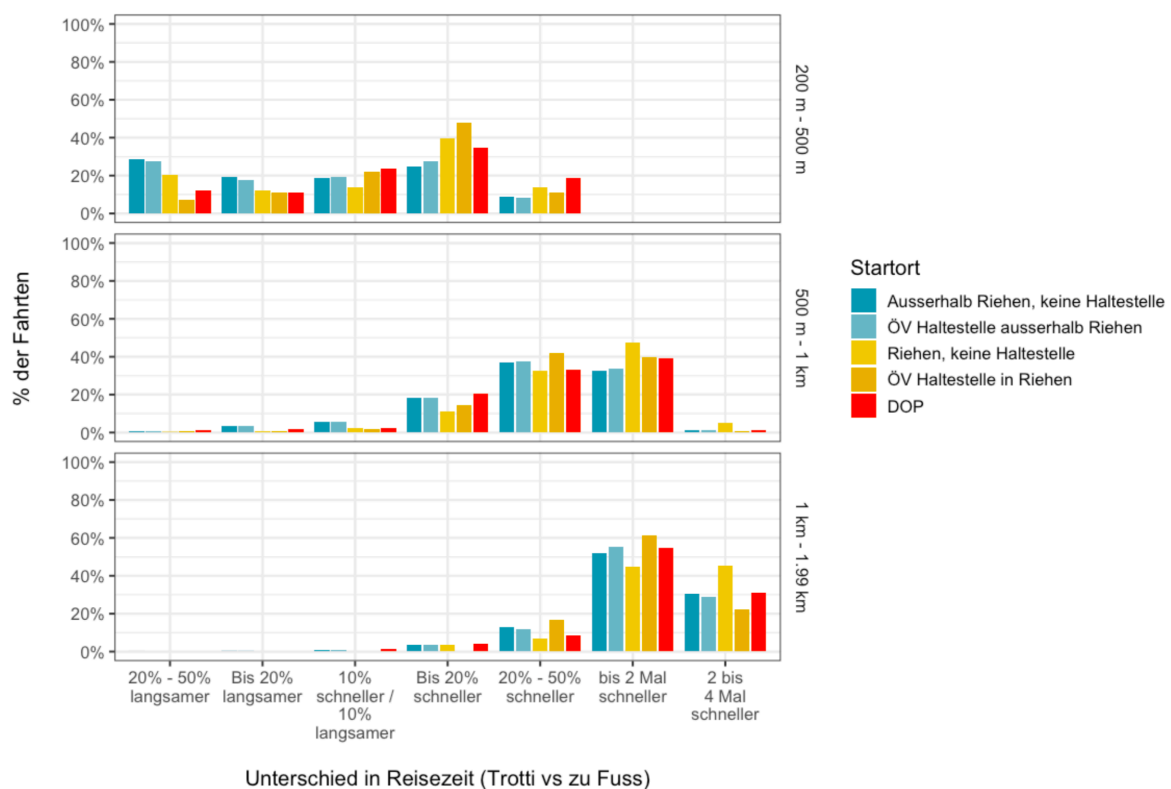 100%
80%
60%
40%
20%
0%
200 m - 500 m
100%
80%
60%
40%
20%
0%
500 m - 1 km
100%
80%
60%
40%
20%
0%
1 km - 1.99 km
% der Fahrten
20% - 50%
langsamer
Bis 20%
langsamer
10%
schneller /
10%
langsamer
Bis 20%
schneller
20% - 50%
schneller
bis 2 Mal
schneller
2 bis
4 Mal
schneller
Unterschied in Reisezeit (Trotti vs zu Fuss)
Startort
Ausserhalb Riehen, keine Haltestelle
ÖV Haltestelle ausserhalb Riehen
Riehen, keine Haltestelle
ÖV Haltestelle in Riehen
DOP